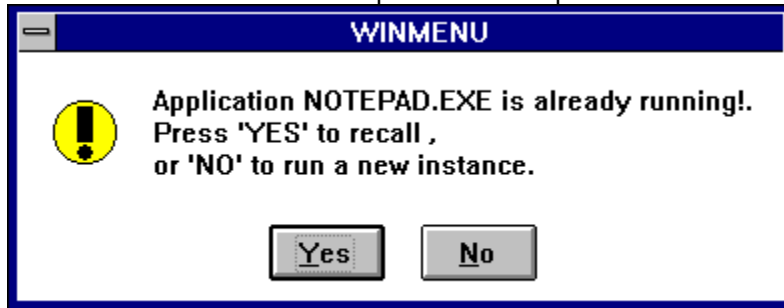 WINMENU
Application NOTEPAD.EXE is already running!.
Press 'YES' to recall ,
or 'NO' to run a new instance.
Yes No